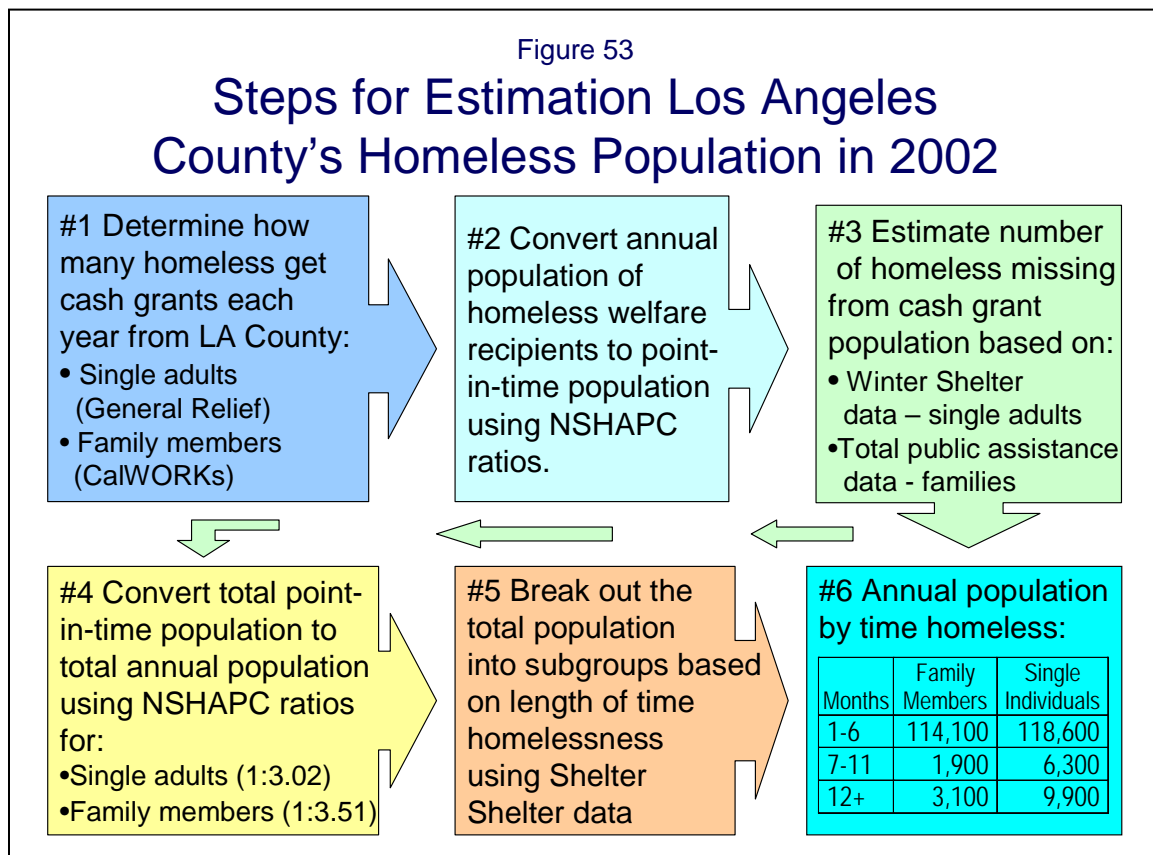 Figure 53
Steps for Estimation Los Angeles
County's Homeless Population in 2002
#1 Determine how
many homeless get
cash grants each
year from LA County:
• Single adults
(General Relief)
• Family members
(CalWORKs)
#2 Convert annual
population of
homeless welfare
recipients to point-
in-time population
using NSHAPC
ratios.
#3 Estimate number
of homeless missing
from cash grant
population based on:
• Winter Shelter
data – single adults
•Total public assistance
data - families
#4 Convert total point-
in-time population to
total annual population
using NSHAPC ratios
for:
•Single adults (1:3.02)
•Family members (1:3.51)
#5 Break out the
total population
into subgroups based
on length of time
homelessness
using Shelter
Shelter data
#6 Annual population
by time homeless:
Family Single
Months Members Individuals
1-6 114,100 118,600
7-11 1,900 6,300
12+ 3,100 9,900